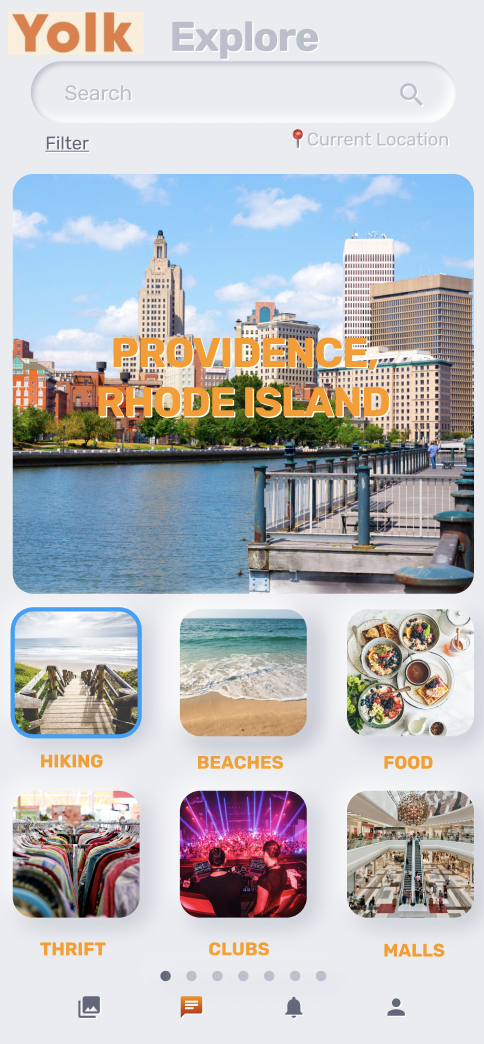 Yolk Explore
Search
Filter
Current Location
PROVIDENCE,
RHODE ISLAND
HIKING
BEACHES
FOOD
THRIFT
CLUBS
MALLS